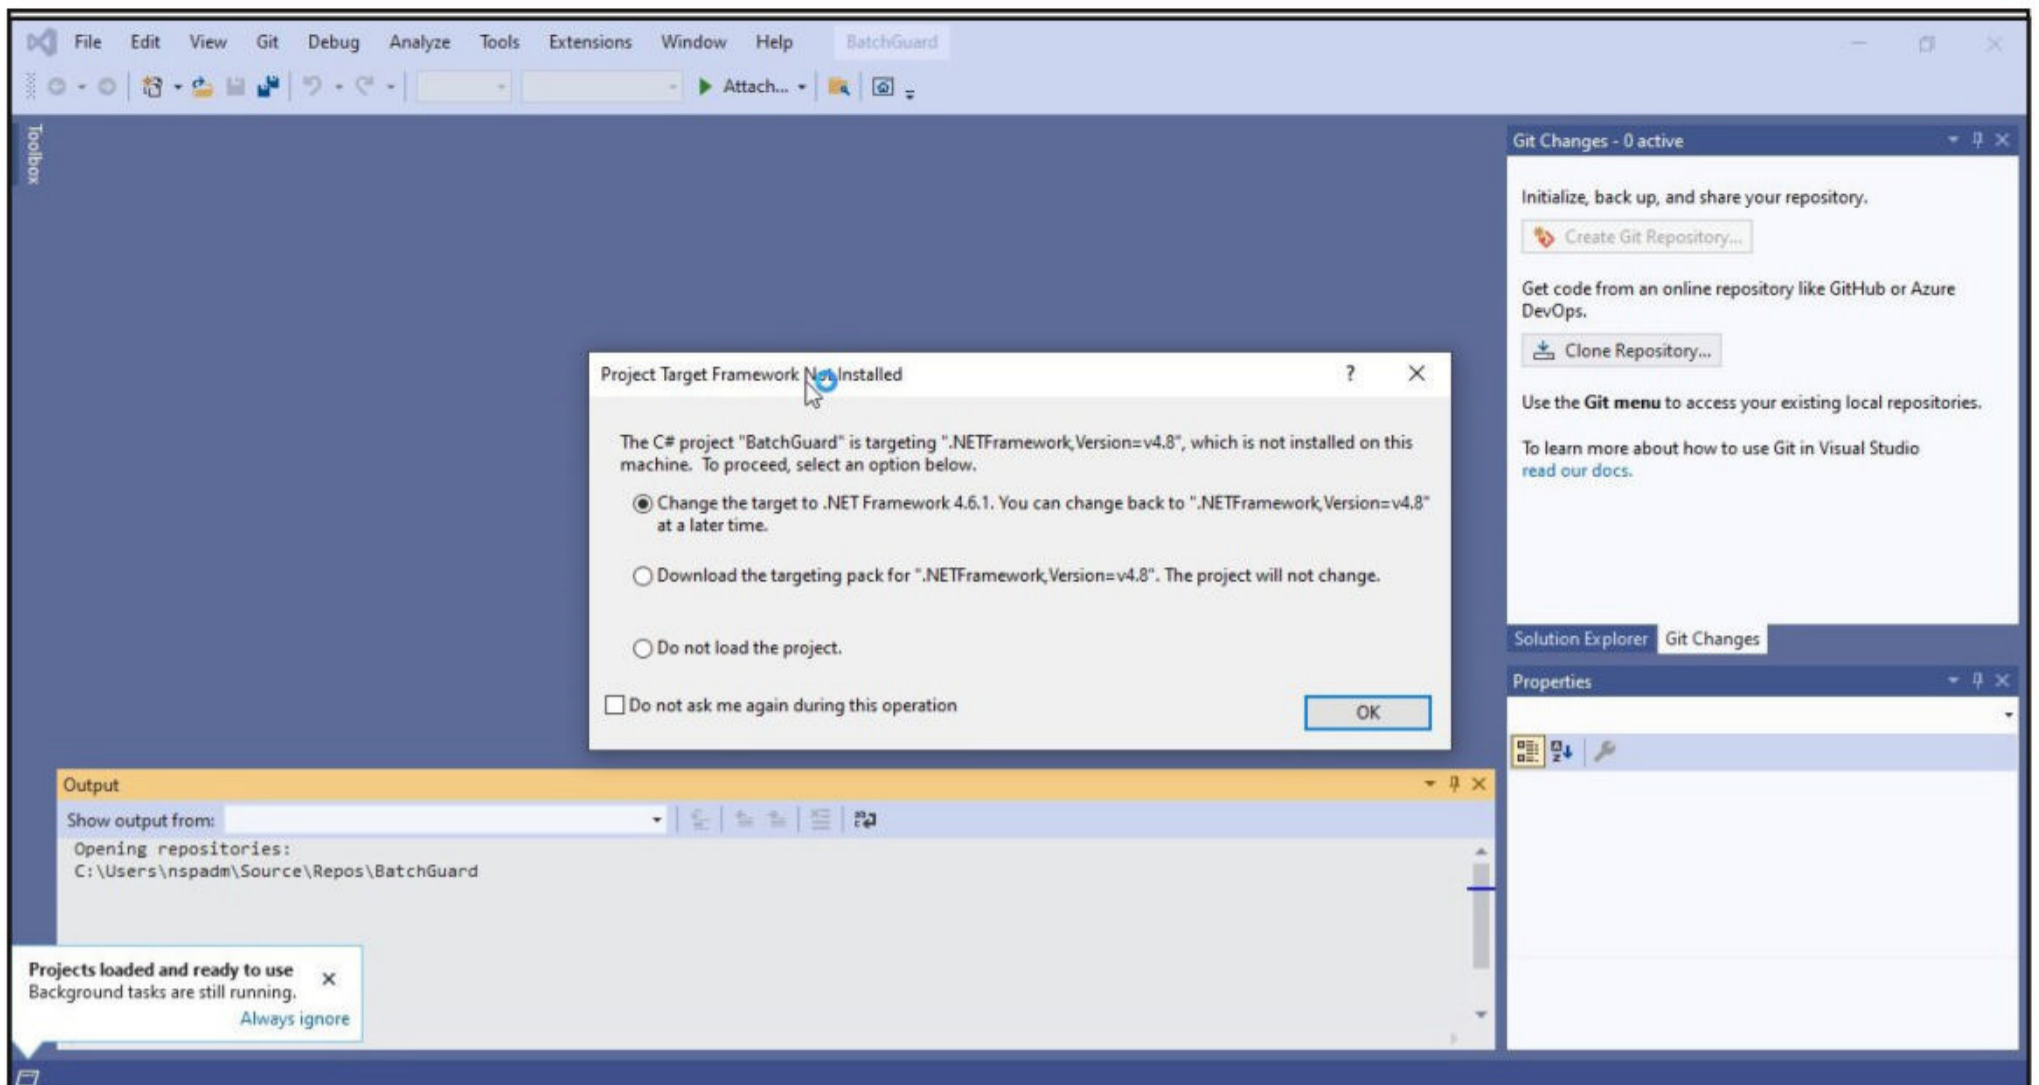 File Edit View Git Debug Analyze Tools Extensions Window Help BatchGuard
Attach...
Toolbox
Git Changes - 0 active
Initialize, back up, and share your repository.
Create Git Repository...
Get code from an online repository like GitHub or Azure
DevOps.
Clone Repository...
Use the Git menu to access your existing local repositories.
To learn more about how to use Git in Visual Studio
read our docs.
Solution Explorer Git Changes
Properties
Project Target Framework Not Installed
The C# project "BatchGuard" is targeting ".NETFramework,Version=v4.8", which is not installed on this
machine. To proceed, select an option below.
Change the target to .NET Framework 4.6.1. You can change back to ".NETFramework,Version=v4.8"
at a later time.
Download the targeting pack for ".NETFramework,Version=v4.8". The project will not change.
Do not load the project.
Do not ask me again during this operation
OK
Output
Show output from:
Opening repositories:
C:\Users\nspadm\Source\Repos\BatchGuard
Projects loaded and ready to use
Background tasks are still running.
Always ignore